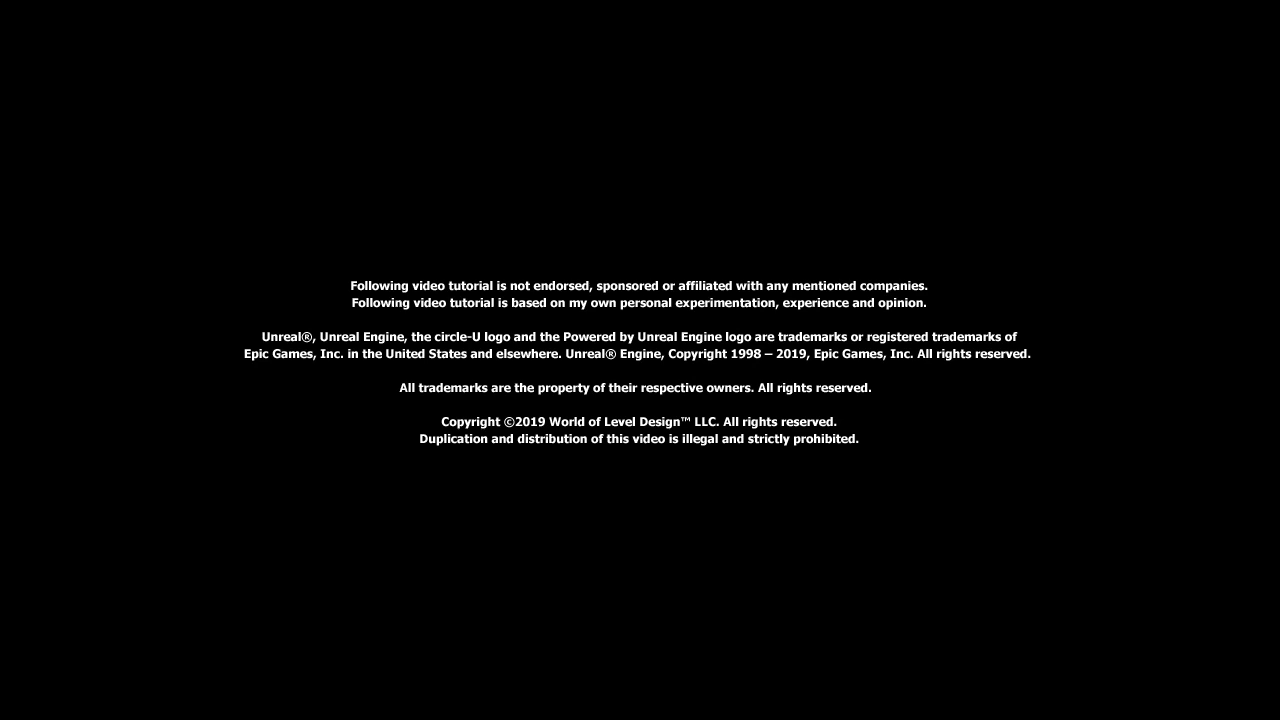 Following video tutorial is not endorsed, sponsored or affiliated with any mentioned companies.
Following video tutorial is based on my own personal experimentation, experience and opinion.
Unreal®, Unreal Engine, the circle-U logo and the Powered by Unreal Engine logo are trademarks or registered trademarks of
Epic Games, Inc. in the United States and elsewhere. Unreal® Engine, Copyright 1998 – 2019, Epic Games, Inc. All rights reserved.
All trademarks are the property of their respective owners. All rights reserved.
Copyright ©2019 World of Level Design™ LLC. All rights reserved.
Duplication and distribution of this video is illegal and strictly prohibited.